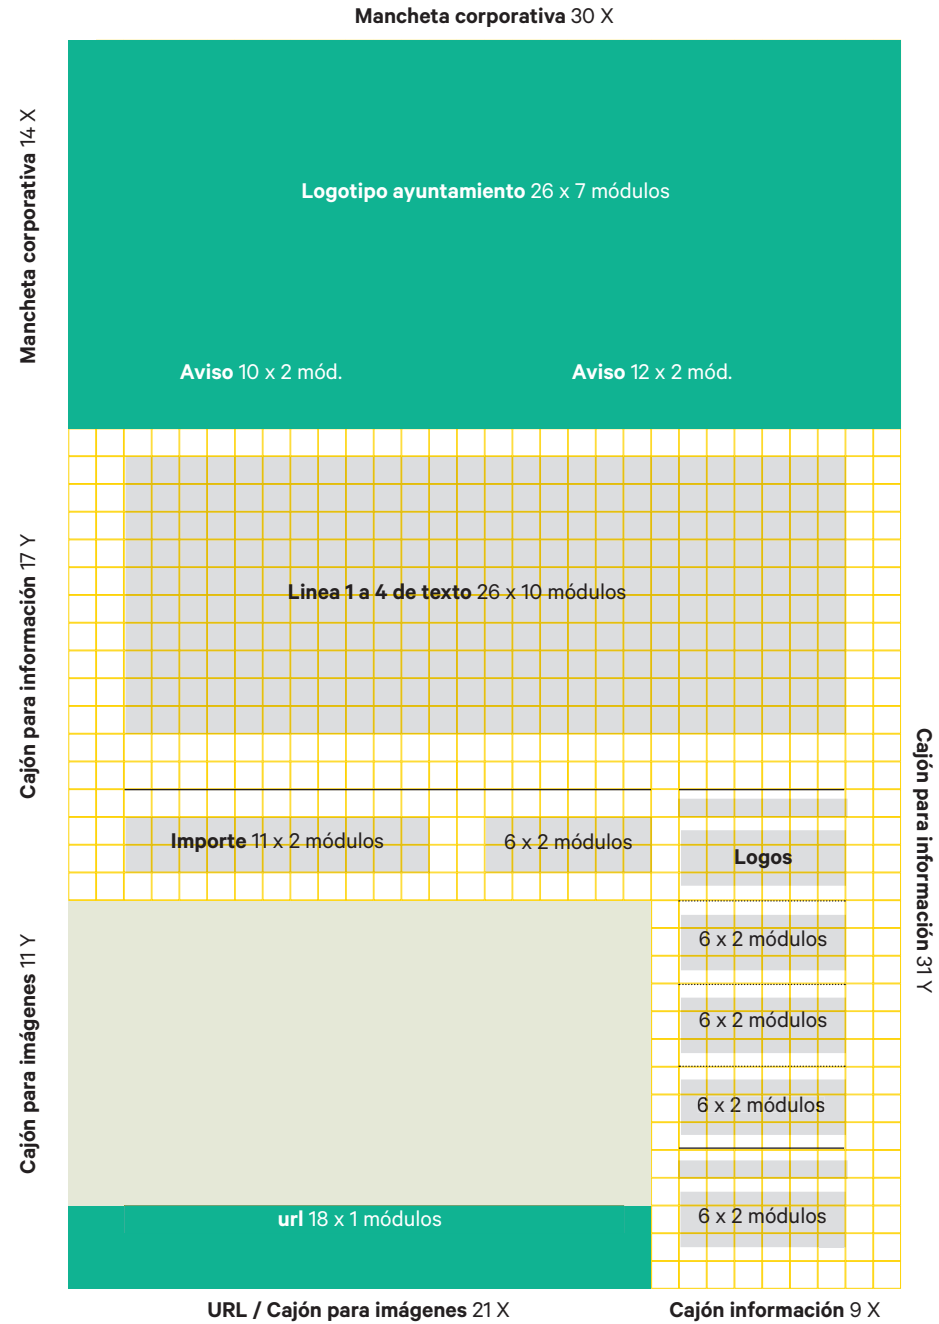 Mancheta corporativa 30 X
Mancheta corporativa 14 X
Logotipo ayuntamiento 26 x 7 módulos
Aviso 10 x 2 mód.
Aviso 12 x 2 mód.
Cajón para información 17 Y
Linea 1 a 4 de texto 26 x 10 módulos
Importe 11 x 2 módulos
6 x 2 módulos
Logos
Cajón para información 31 Y
6 x 2 módulos
6 x 2 módulos
6 x 2 módulos
6 x 2 módulos
Cajón para imágenes 11 Y
url 18 x 1 módulos
URL / Cajón para imágenes 21 X
Cajón información 9 X